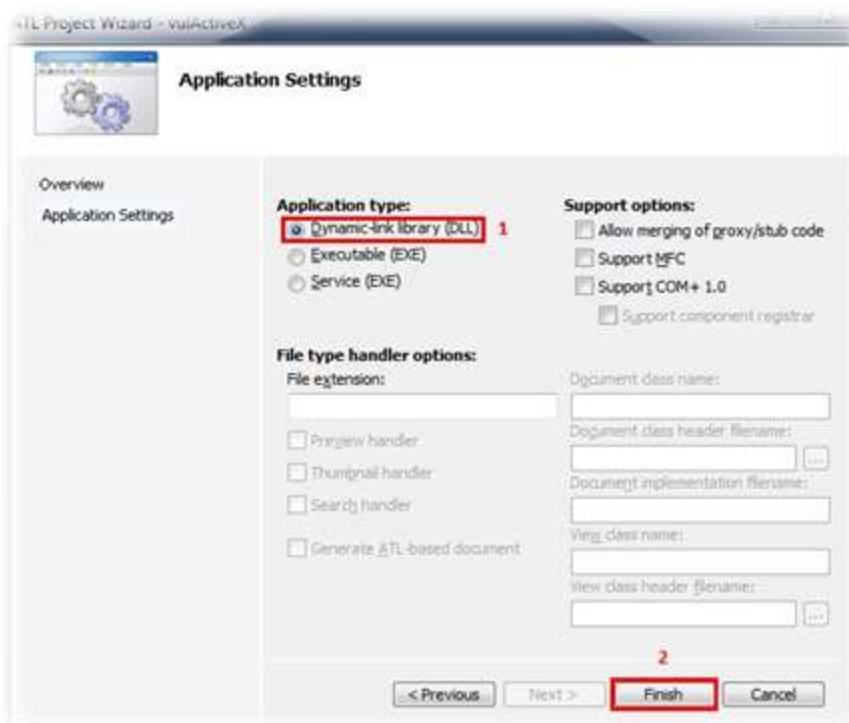 ATL Project Wizard - vulActiveX
Application Settings
Overview
Application Settings
Application type:
Dynamic-link library (DLL) 1
Executable (EXE)
Service (EXE)
Support options:
Allow merging of proxy/stub code
Support MFC
Support COM+ 1.0
Support component registrar
File type handler options:
File extension:
Preview handler
Thumbnail handler
Search handler
Generate ATL-based document
Document class name:
Document class header filename:
...
Document implementation filename:
View class name:
View class header filename:
...
2
< Previous Next > Finish Cancel